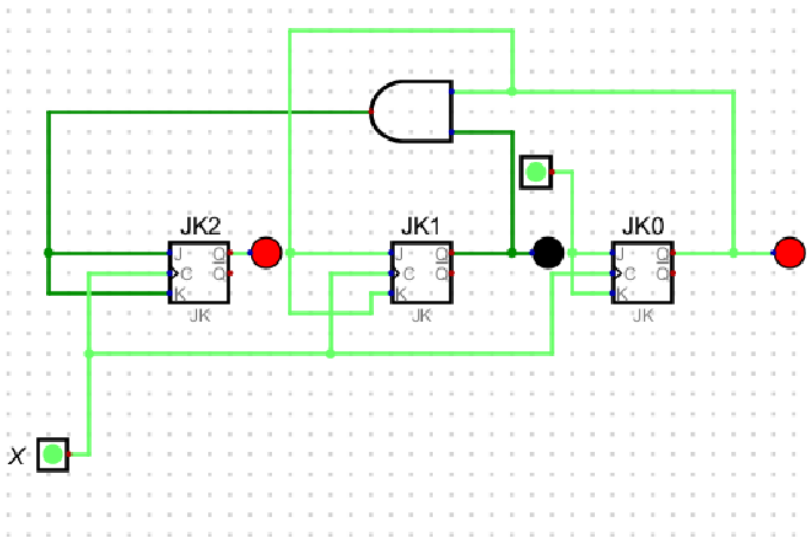 JK2 JK1 JK0
J Q J Q J Q
C Q C Q C Q
K K K
JK JK JK
X